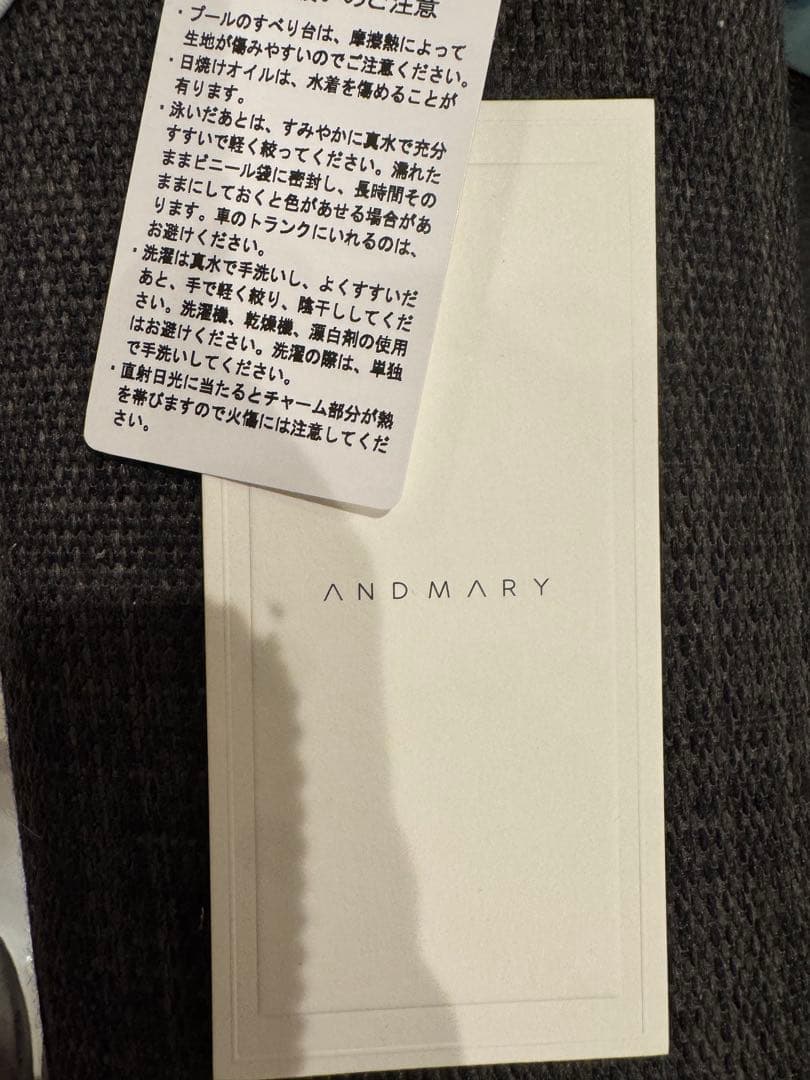 のご注意
・プールのすべり台は、摩擦熱によって
生地が傷みやすいのでご注意ください。
・日焼けオイルは、水着を傷めることが
有ります。
・泳いだあとは、すみやかに真水で充分
すすいで軽く絞ってください。濡れた
ままビニール袋に密封し、長時間その
ままにしておくと色があせる場合があ
ります。車のトランクにいれるのは、
お避けください。
・洗濯は真水で手洗いし、よくすすいだ
あと、手で軽く絞り、陰干ししてくだ
さい。洗濯機、乾燥機、漂白剤の使用
はお避けください。洗濯の際は、単独
で手洗いしてください。
・直射日光に当たるとチャーム部分が熱
を帯びますので火傷には注意してくだ
さい。
ANDMARY